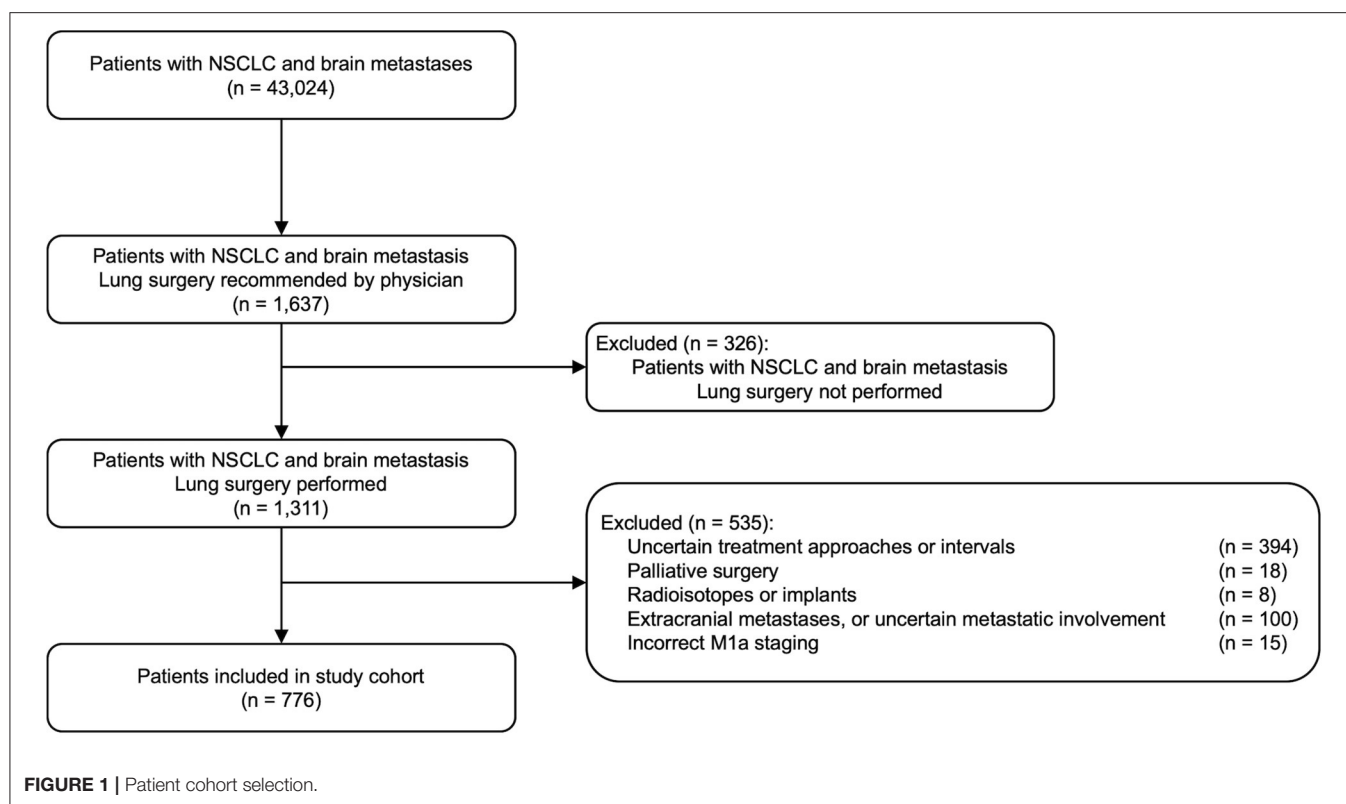 Patients with NSCLC and brain metastases
(n = 43,024)
Patients with NSCLC and brain metastasis
Lung surgery recommended by physician
(n = 1,637)
Excluded (n = 326):
Patients with NSCLC and brain metastasis
Lung surgery not performed
Patients with NSCLC and brain metastasis
Lung surgery performed
(n = 1,311)
Excluded (n = 535):
Uncertain treatment approaches or intervals (n = 394)
Palliative surgery (n = 18)
Radioisotopes or implants (n = 8)
Extracranial metastases, or uncertain metastatic involvement (n = 100)
Incorrect M1a staging (n = 15)
Patients included in study cohort
(n = 776)
FIGURE 1 | Patient cohort selection.